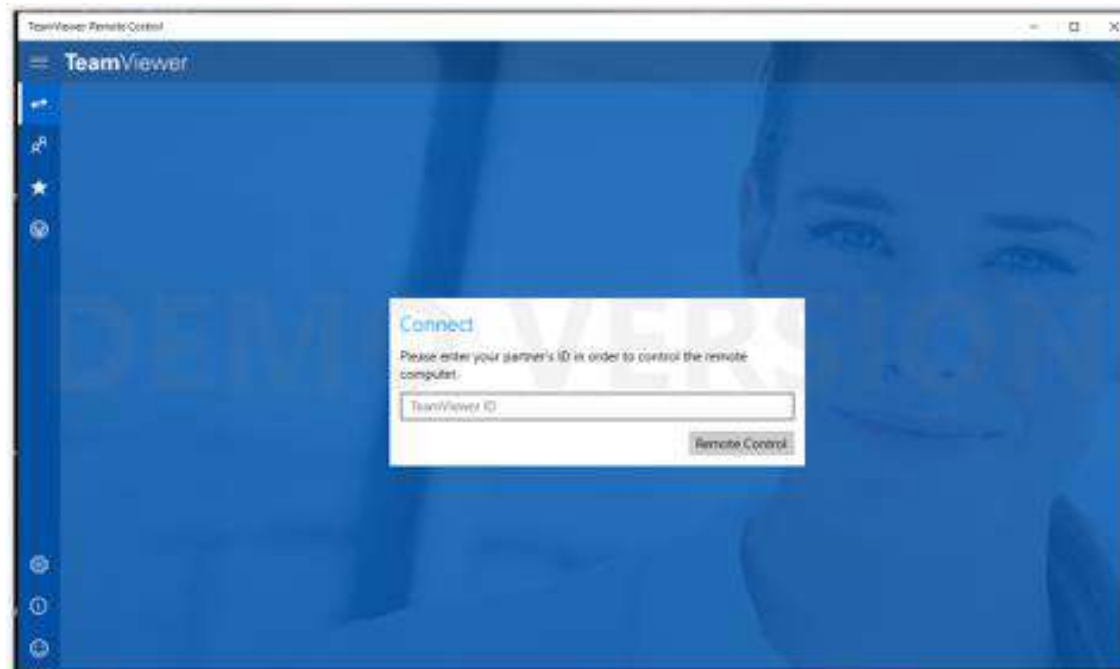 TeamViewer Remote Control
TeamViewer
DEMO VERSION
Connect
Please enter your partner's ID in order to control the remote
computer.
TeamViewer ID
Remote Control